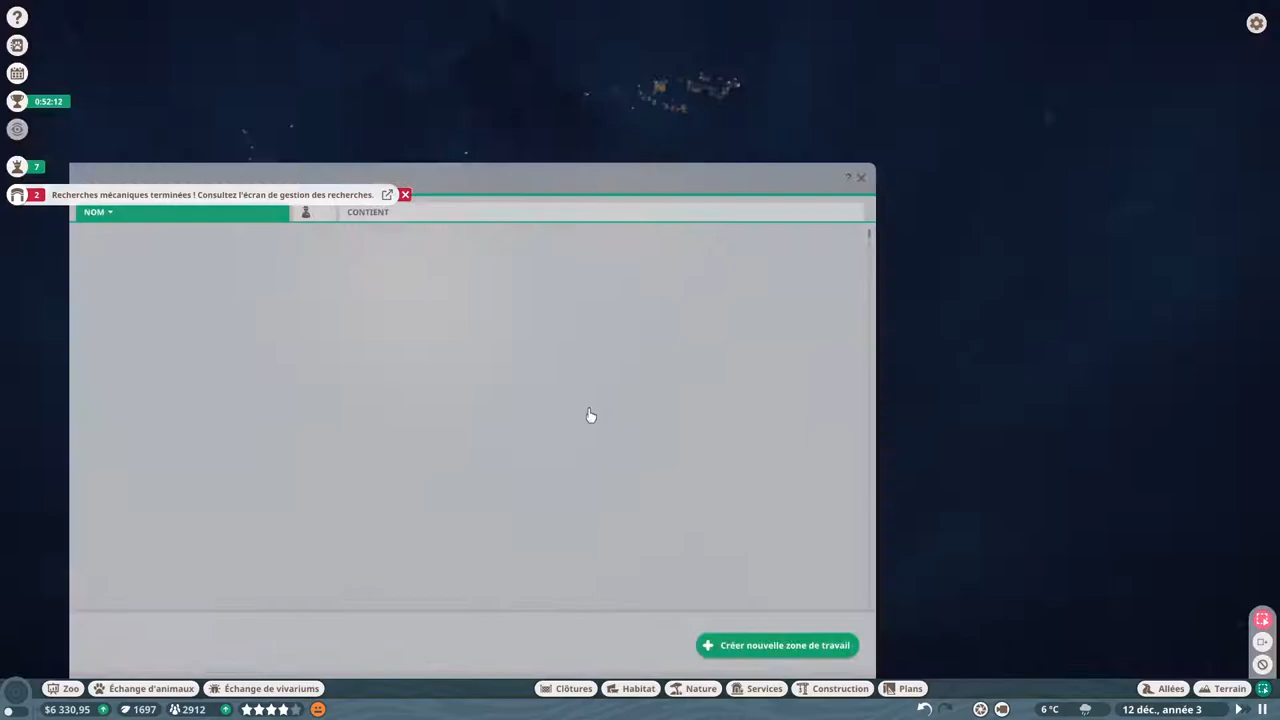 ?
0:52:12
7
2 Recherches mécaniques terminées ! Consultez l'écran de gestion des recherches.
?
NOM CONTIENT
Créer nouvelle zone de travail
Zoo Échange d'animaux Échange de vivariums Clôtures Habitat Nature Services Construction Plans Allées Terrain
$6 330,95 1697 2912 6 °C 12 déc., année 3